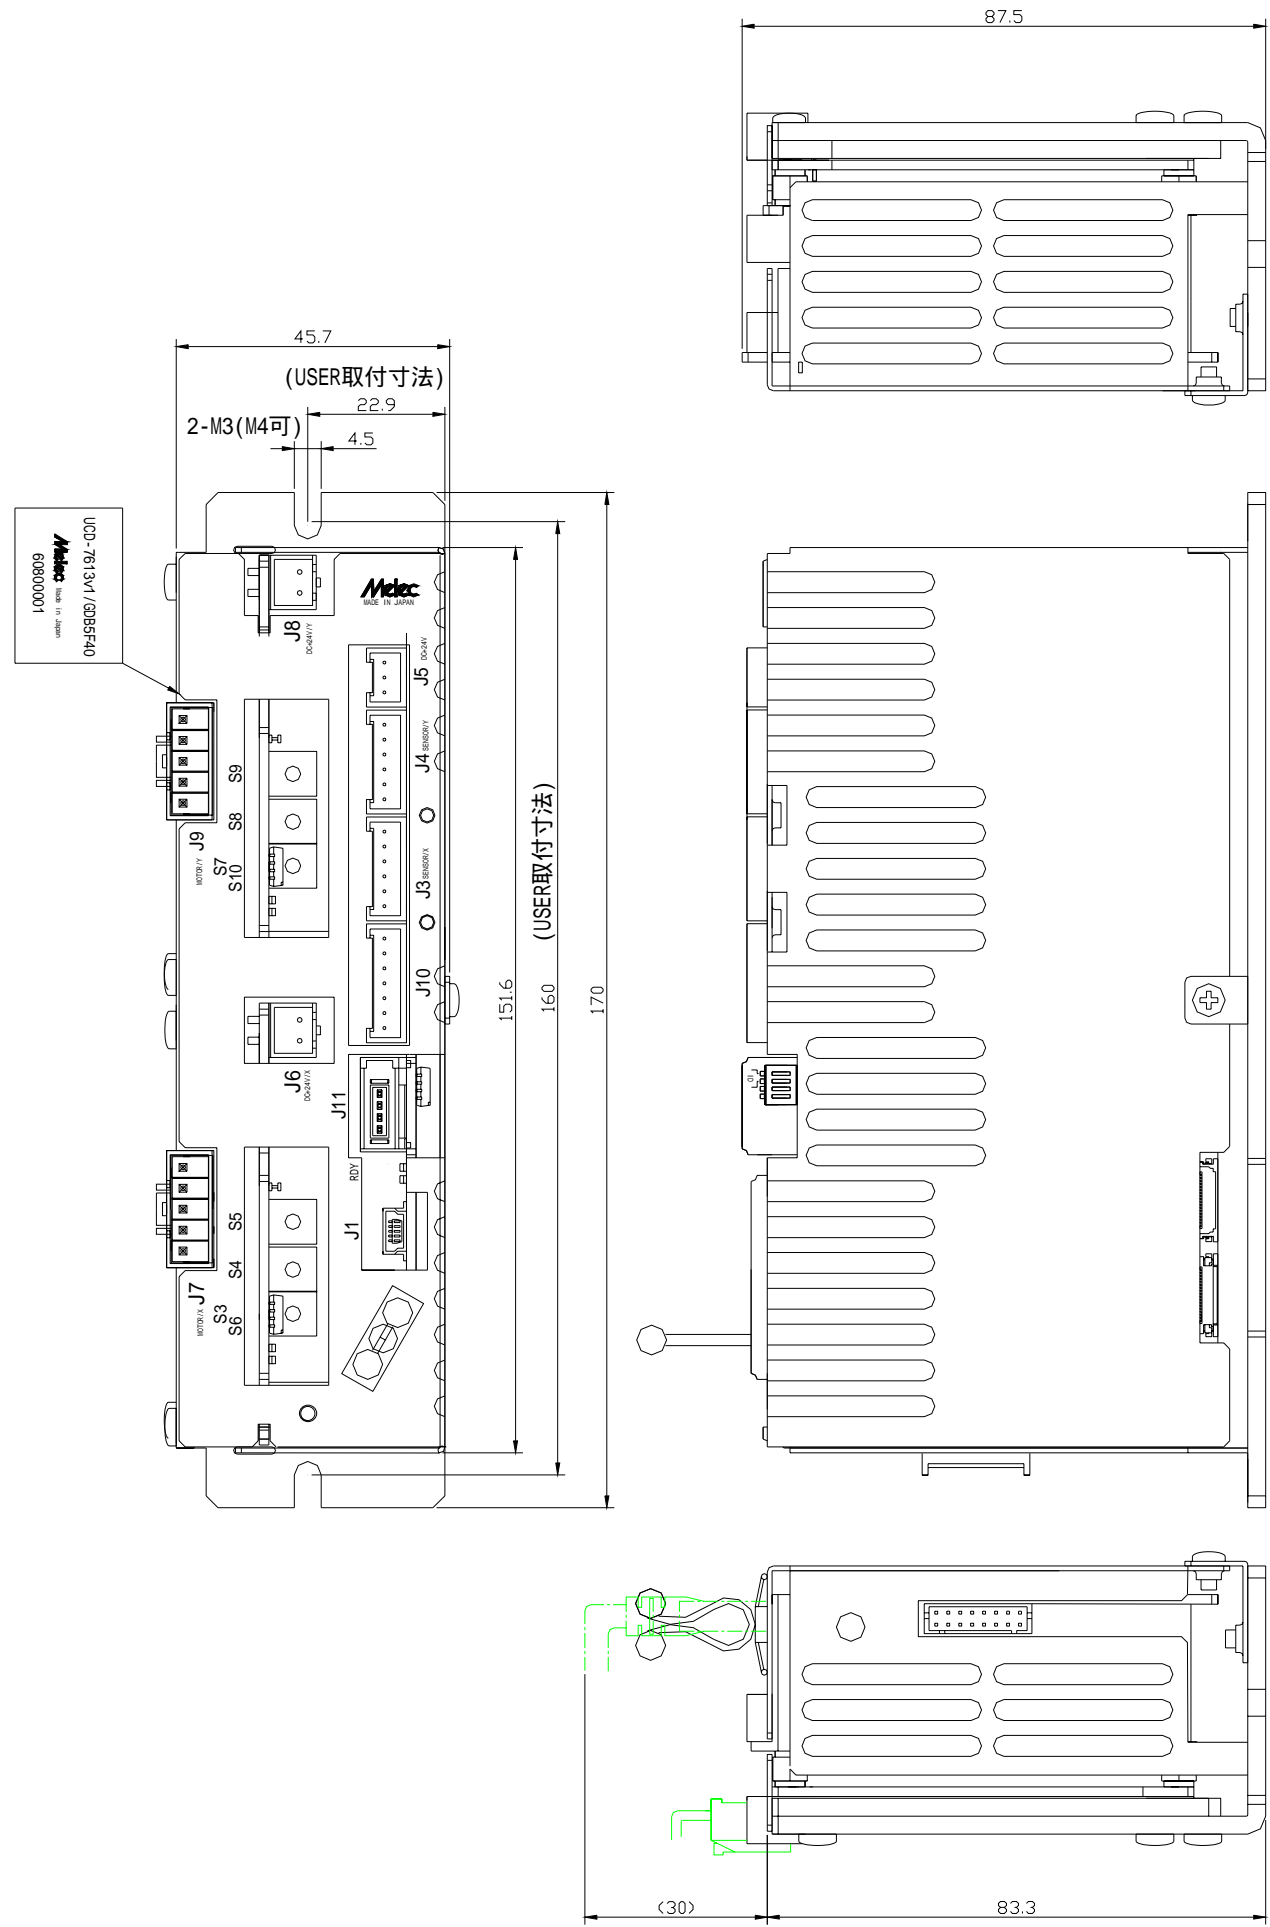 87.5
45.7
(USER取付寸法)
22.9
2-M3(M4可)
4.5
UCD-7613v1/GDB5F40
Melec Made in Japan
60800001
Melec
MADE IN JAPAN
J8
DC+24V/Y
J5 DC+24V
J4 SENSOR/Y
J3 SENSOR/X
J10
S9
S8
S7
S10
J9
MOTOR/Y
J6
DC+24V/X
J11
RDY
J1
S5
S4
S3
S6
J7
MOTOR/X
151.6
160
(USER取付寸法)
170
ID
(30)
83.3